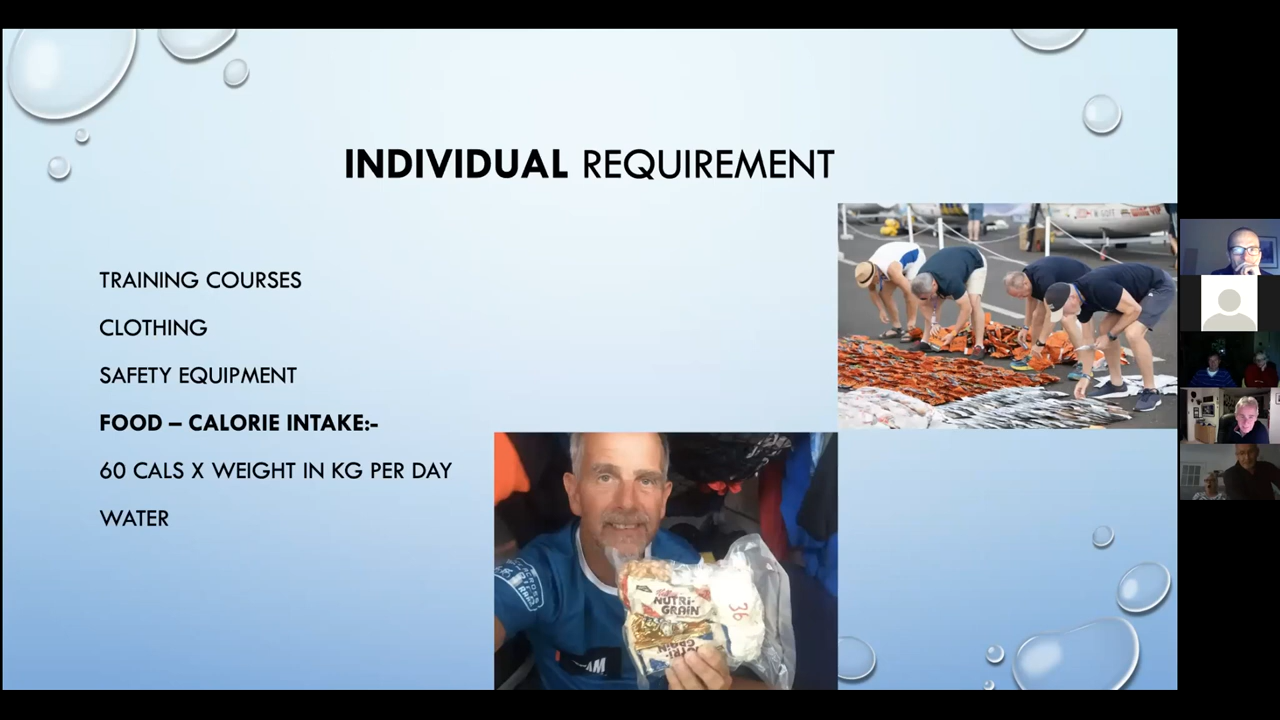 INDIVIDUAL REQUIREMENT
TRAINING COURSES
CLOTHING
SAFETY EQUIPMENT
FOOD – CALORIE INTAKE:-
60 CALS X WEIGHT IN KG PER DAY
WATER
NUTRI-
GRAIN
36